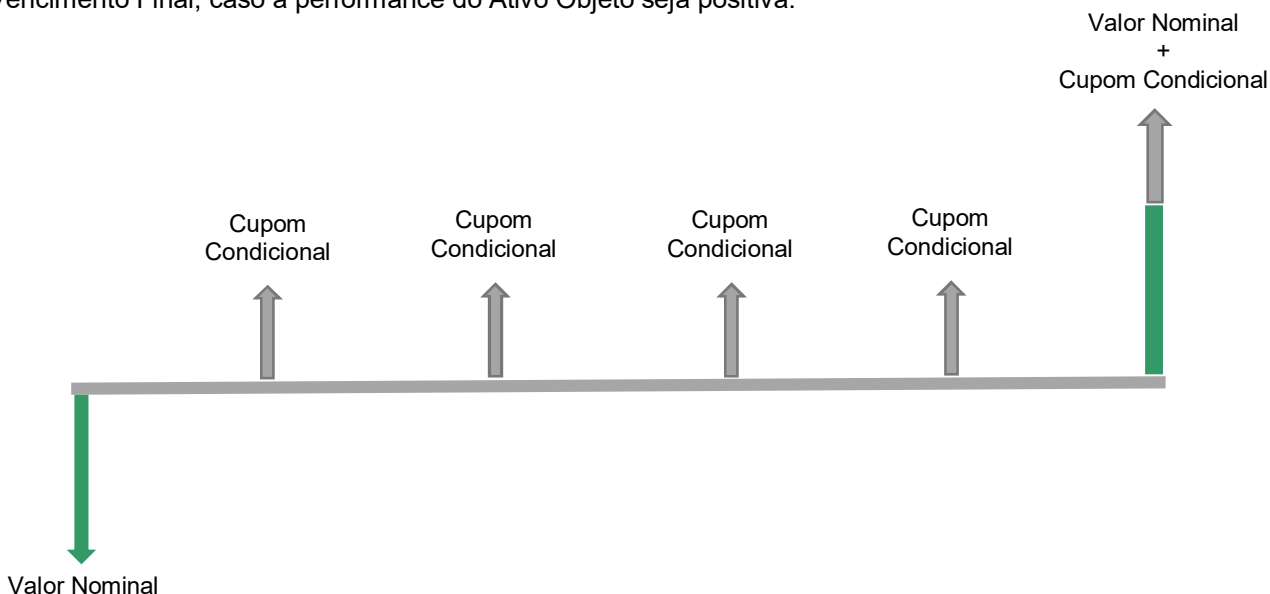 Vencimento Final, caso a performance do Ativo Objeto seja positiva.
Valor Nominal
+
Cupom Condicional
Cupom
Condicional
Cupom
Condicional
Cupom
Condicional
Cupom
Condicional
Valor Nominal